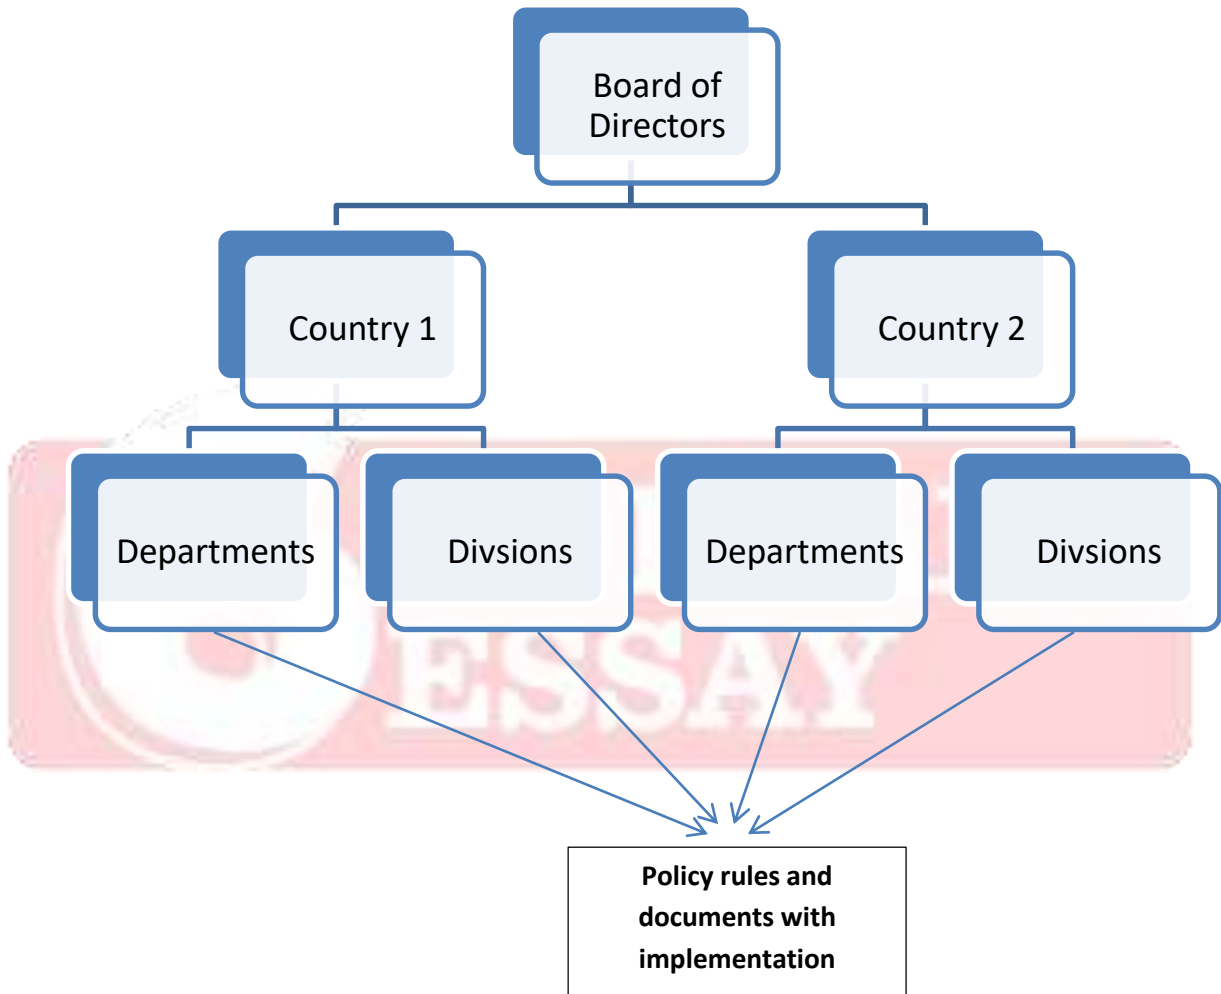 Board of
Directors
Country 1
Country 2
Departments
Divsions
Departments
Divsions
ESSAY
Policy rules and
documents with
implementation